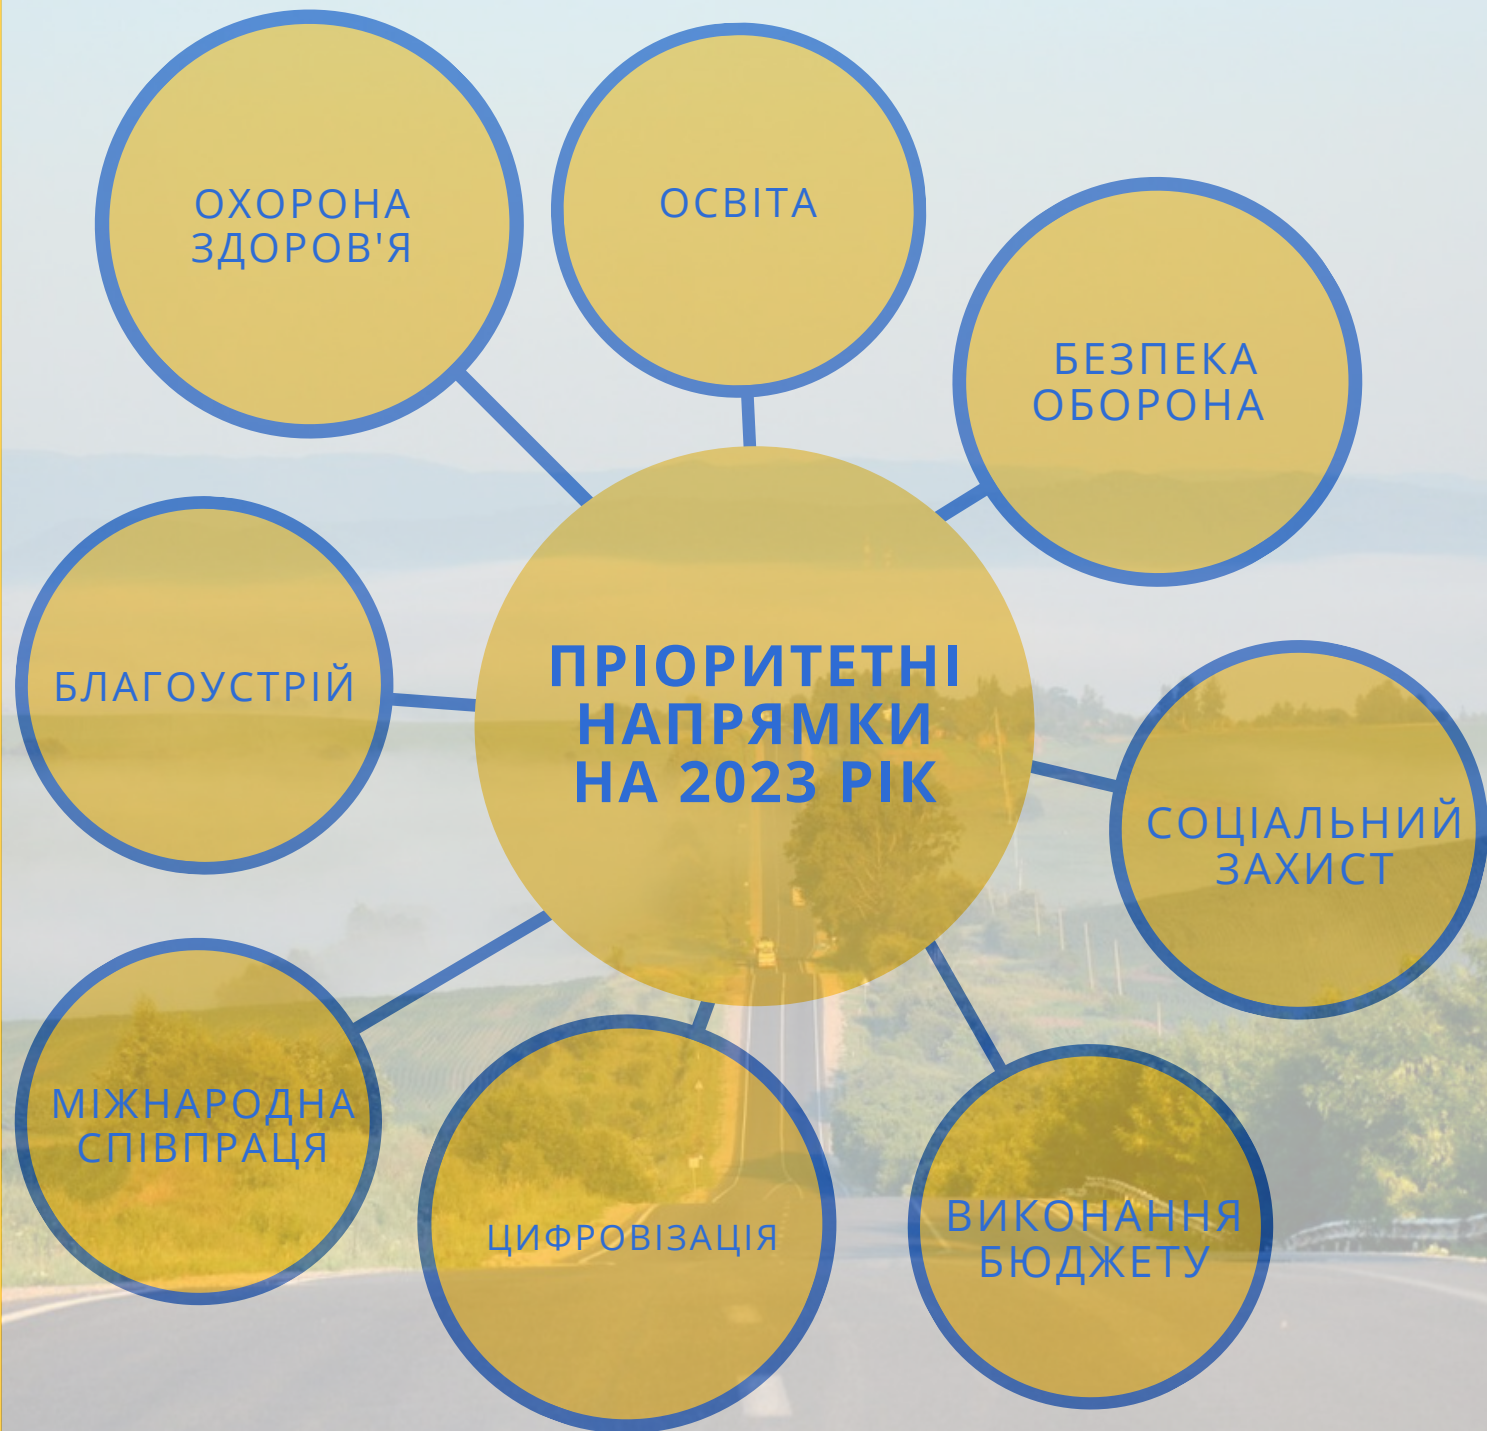 ОХОРОНА
ЗДОРОВ'Я
ОСВІТА
БЕЗПЕКА
ОБОРОНА
БЛАГОУСТРІЙ
ПРІОРИТЕТНІ
НАПРЯМКИ
НА 2023 РІК
СОЦІАЛЬНИЙ
ЗАХИСТ
МІЖНАРОДНА
СПІВПРАЦЯ
ЦИФРОВІЗАЦІЯ
ВИКОНАННЯ
БЮДЖЕТУ